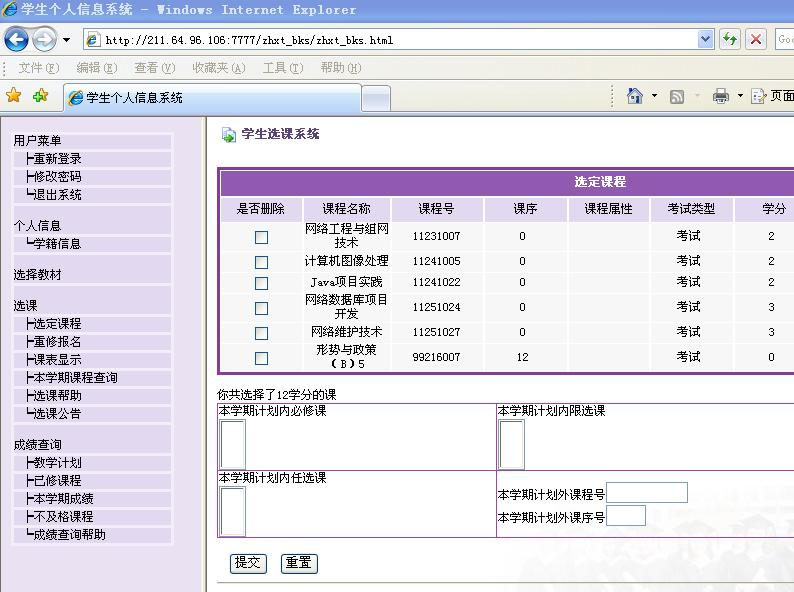 学生个人信息系统 - Windows Internet Explorer
http://211.64.96.106:7777/zhxt_bks/zhxt_bks.html
Goo
文件(F) 编辑(E) 查看(V) 收藏夹(A) 工具(T) 帮助(H)
学生个人信息系统
页面
用户菜单
├重新登录
├修改密码
└退出系统
个人信息
└学籍信息
选择教材
选课
├选定课程
├重修报名
├课表显示
├本学期课程查询
├选课帮助
└选课公告
成绩查询
├教学计划
├已修课程
├本学期成绩
├不及格课程
└成绩查询帮助
学生选课系统
选定课程
是否删除 课程名称 课程号 课序 课程属性 考试类型 学分
网络工程与组网
技术 11231007 0 考试 2
计算机图像处理 11241005 0 考试 2
Java项目实践 11241022 0 考试 2
网络数据库项目
开发 11251024 0 考试 3
网络维护技术 11251027 0 考试 3
形势与政策
（B）5 99216007 12 考试 0
你共选择了12学分的课
本学期计划内必修课 本学期计划内限选课
本学期计划内任选课
本学期计划外课程号
本学期计划外课序号
提交 重置